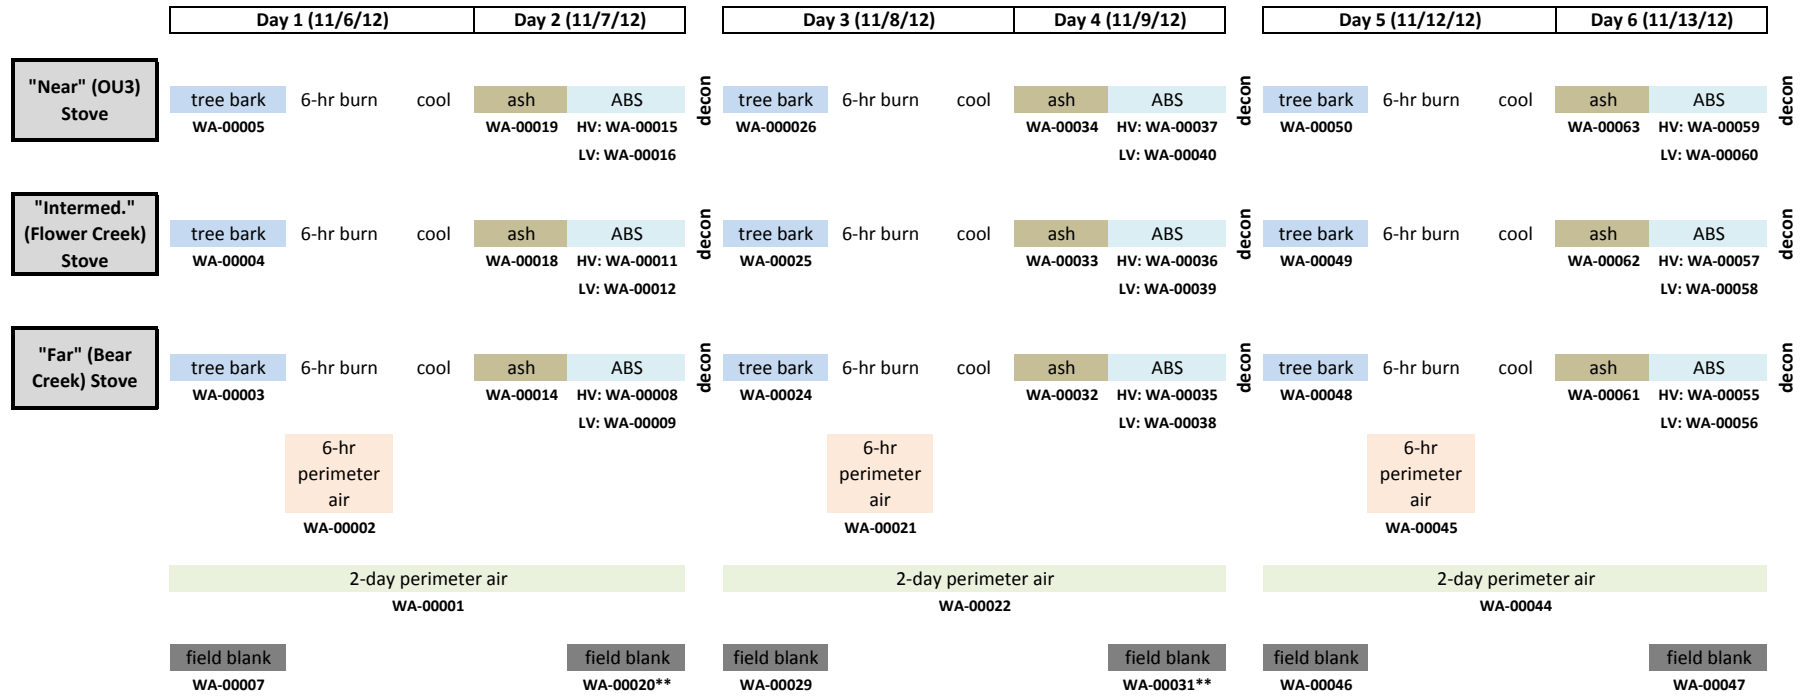 Day 1 (11/6/12) Day 2 (11/7/12) Day 3 (11/8/12) Day 4 (11/9/12) Day 5 (11/12/12) Day 6 (11/13/12)
"Near" (OU3)
Stove
tree bark 6-hr burn cool ash ABS decon tree bark 6-hr burn cool ash ABS decon tree bark 6-hr burn cool ash ABS decon
WA-00005 WA-00019 HV: WA-00015 WA-000026 WA-00034 HV: WA-00037 WA-00050 WA-00063 HV: WA-00059
LV: WA-00016 LV: WA-00040 LV: WA-00060
"Intermed."
(Flower Creek)
Stove
tree bark 6-hr burn cool ash ABS decon tree bark 6-hr burn cool ash ABS decon tree bark 6-hr burn cool ash ABS decon
WA-00004 WA-00018 HV: WA-00011 WA-00025 WA-00033 HV: WA-00036 WA-00049 WA-00062 HV: WA-00057
LV: WA-00012 LV: WA-00039 LV: WA-00058
"Far" (Bear
Creek) Stove
tree bark 6-hr burn cool ash ABS decon tree bark 6-hr burn cool ash ABS decon tree bark 6-hr burn cool ash ABS decon
WA-00003 WA-00014 HV: WA-00008 WA-00024 WA-00032 HV: WA-00035 WA-00048 WA-00061 HV: WA-00055
LV: WA-00009 LV: WA-00038 LV: WA-00056
6-hr 6-hr 6-hr
perimeter perimeter perimeter
air air air
WA-00002 WA-00021 WA-00045
2-day perimeter air 2-day perimeter air 2-day perimeter air
WA-00001 WA-00022 WA-00044
field blank field blank field blank field blank field blank field blank
WA-00007 WA-00020** WA-00029 WA-00031** WA-00046 WA-00047